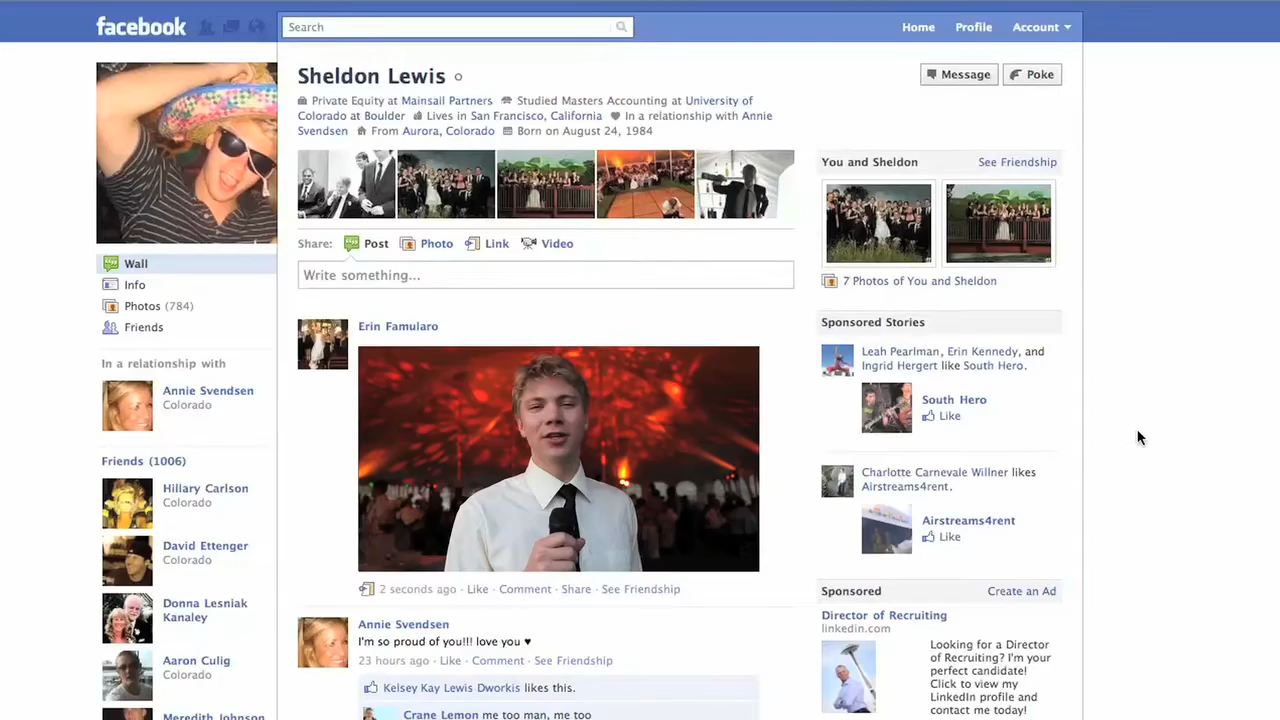 facebook
Search
Home Profile Account
Sheldon Lewis
Message
Poke
Private Equity at Mainsail Partners Studied Masters Accounting at University of
Colorado at Boulder Lives in San Francisco, California In a relationship with Annie
Svendsen From Aurora, Colorado Born on August 24, 1984
Share: Post Photo Link Video
Write something...
Wall
Info
Photos (784)
Friends
In a relationship with
Annie Svendsen
Colorado
Friends (1006)
Hillary Carlson
Colorado
David Ettenger
Colorado
Donna Lesniak
Kanaley
Aaron Culig
Colorado
Meredith Johnson
Erin Famularo
2 seconds ago · Like · Comment · Share · See Friendship
Annie Svendsen
I'm so proud of you!!! love you ♥
23 hours ago · Like · Comment · See Friendship
Kelsey Kay Lewis Dworkis likes this.
Crane Lemon me too man, me too
You and Sheldon See Friendship
7 Photos of You and Sheldon
Sponsored Stories
Leah Pearlman, Erin Kennedy, and
Ingrid Hergert like South Hero.
South Hero
Like
Charlotte Carnevale Willner likes
Airstreams4rent.
Airstreams4rent
Like
Sponsored Create an Ad
Director of Recruiting
linkedin.com
Looking for a Director
of Recruiting? I'm your
perfect candidate!
Click to view my
LinkedIn profile and
contact me today!